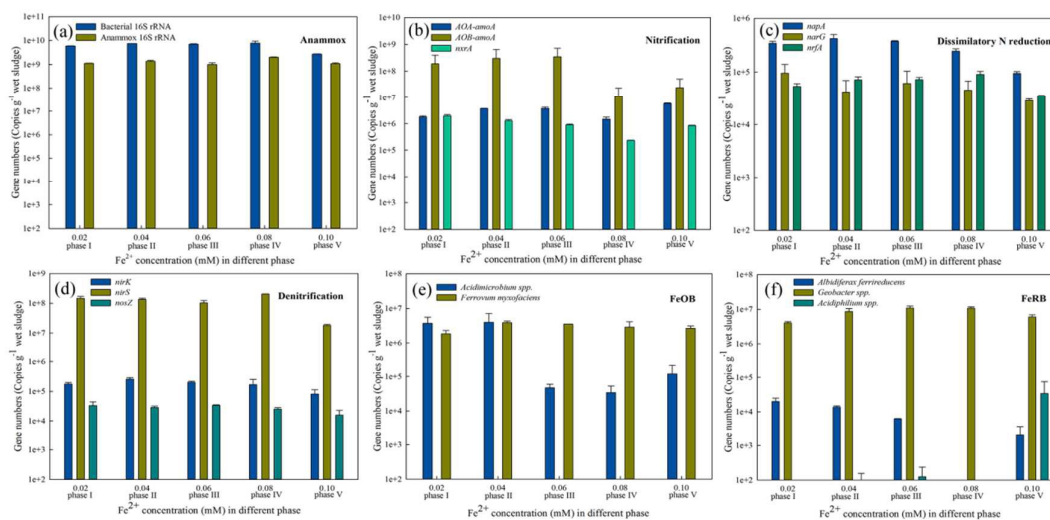 (a)
Bacterial 16S rRNA
Anammox 16S rRNA
Anammox
Gene numbers (Copies g⁻¹ wet sludge)
1e+11
1e+10
1e+9
1e+8
1e+7
1e+6
1e+5
1e+4
1e+2
0.02 0.04 0.06 0.08 0.10
phase I phase II phase III phase IV phase V
Fe²⁺ concentration (mM) in different phase
(b)
AOA-amoA
AOB-amoA
nxrA
Nitrification
Gene numbers (Copies g⁻¹ wet sludge)
1e+10
1e+9
1e+8
1e+7
1e+6
1e+5
1e+4
1e+2
0.02 0.04 0.06 0.08 0.10
phase I phase II phase III phase IV phase V
Fe²⁺ concentration (mM) in different phase
(c)
napA
narG
nrfA
Dissimilatory N reduction
Gene numbers (Copies g⁻¹ wet sludge)
1e+6
1e+5
1e+4
1e+3
1e+2
0.02 0.04 0.06 0.08 0.10
phase I phase II phase III phase IV phase V
Fe²⁺ concentration (mM) in different phase
(d)
nirK
nirS
nosZ
Denitrification
Gene numbers (Copies g⁻¹ wet sludge)
1e+9
1e+8
1e+7
1e+6
1e+5
1e+4
1e+3
1e+2
0.02 0.04 0.06 0.08 0.10
phase I phase II phase III phase IV phase V
Fe²⁺ concentration (mM) in different phase
(e)
Acidimicrobium spp.
Ferrovum myxofaciens
FeOB
Gene numbers (Copies g⁻¹ wet sludge)
1e+8
1e+7
1e+6
1e+5
1e+4
1e+3
1e+2
0.02 0.04 0.06 0.08 0.10
phase I phase II phase III phase IV phase V
Fe²⁺ concentration (mM) in different phase
(f)
Albidiferax ferrireducens
Geobacter spp.
Acidiphilium spp.
FeRB
Gene numbers (Copies g⁻¹ wet sludge)
1e+8
1e+7
1e+6
1e+5
1e+4
1e+3
1e+2
0.02 0.04 0.06 0.08 0.10
phase I phase II phase III phase IV phase V
Fe²⁺ concentration (mM) in different phase